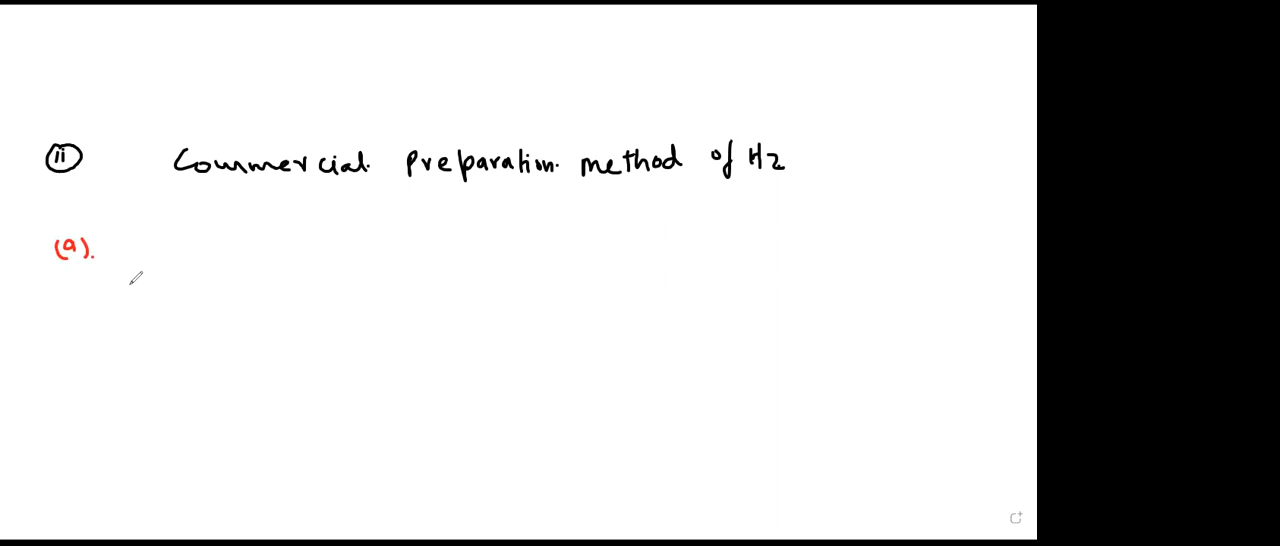 (ii) Commercial. Preparation. method of H2
(a).